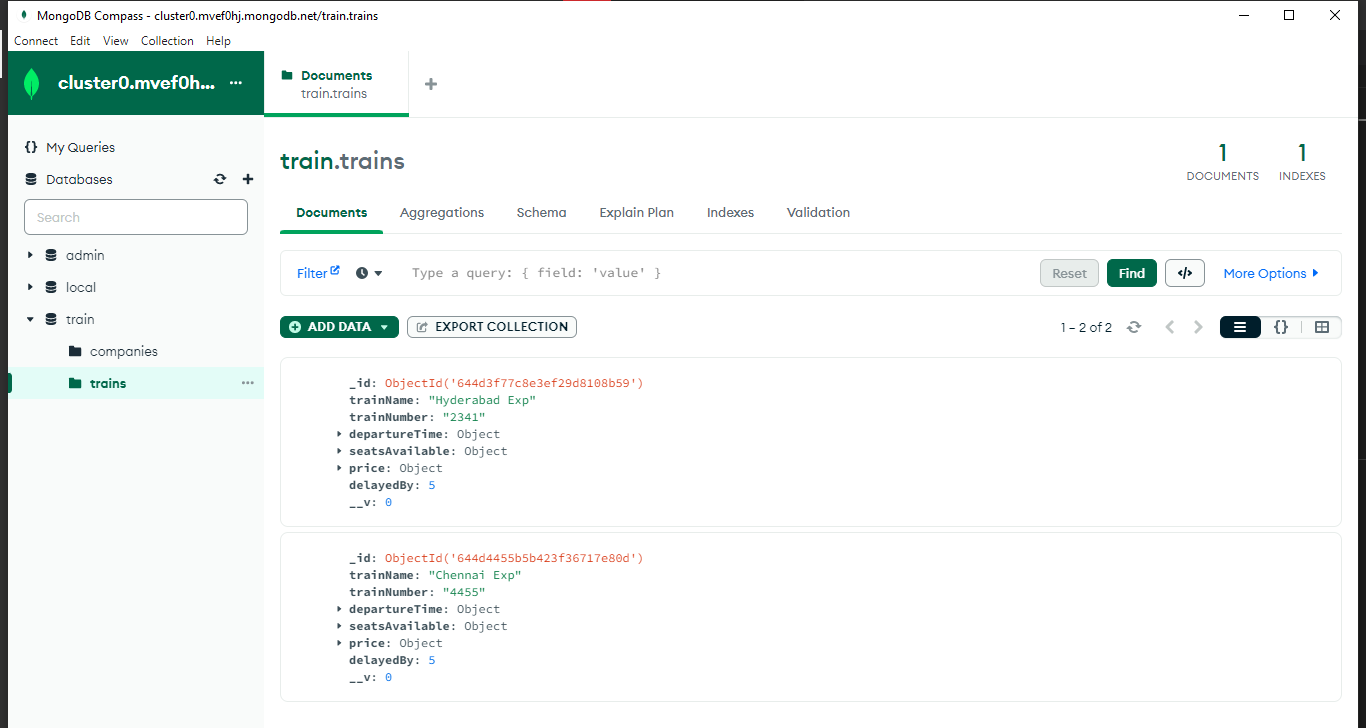 MongoDB Compass - cluster0.mvef0hj.mongodb.net/train.trains
Connect Edit View Collection Help
cluster0.mvef0h... ...
Documents
train.trains
My Queries
Databases
Search
admin
local
train
companies
trains ...
train.trains
1
DOCUMENTS
1
INDEXES
Documents Aggregations Schema Explain Plan Indexes Validation
Filter Type a query: { field: 'value' } Reset Find </> More Options
ADD DATA EXPORT COLLECTION 1 – 2 of 2 {}
_id: ObjectId('644d3f77c8e3ef29d8108b59')
trainName: "Hyderabad Exp"
trainNumber: "2341"
departureTime: Object
seatsAvailable: Object
price: Object
delayedBy: 5
__v: 0
_id: ObjectId('644d4455b5b423f36717e80d')
trainName: "Chennai Exp"
trainNumber: "4455"
departureTime: Object
seatsAvailable: Object
price: Object
delayedBy: 5
__v: 0